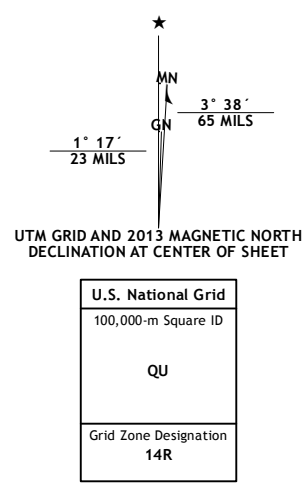 ★
MN
GN
3° 38´
65 MILS
1° 17´
23 MILS
UTM GRID AND 2013 MAGNETIC NORTH
DECLINATION AT CENTER OF SHEET
U.S. National Grid
100,000-m Square ID
QU
Grid Zone Designation
14R